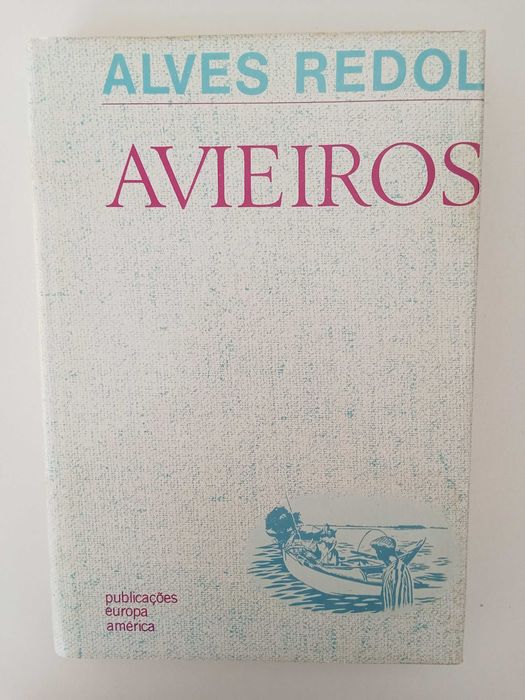 ALVES REDOL
AVIEIROS
publicações
europa
américa